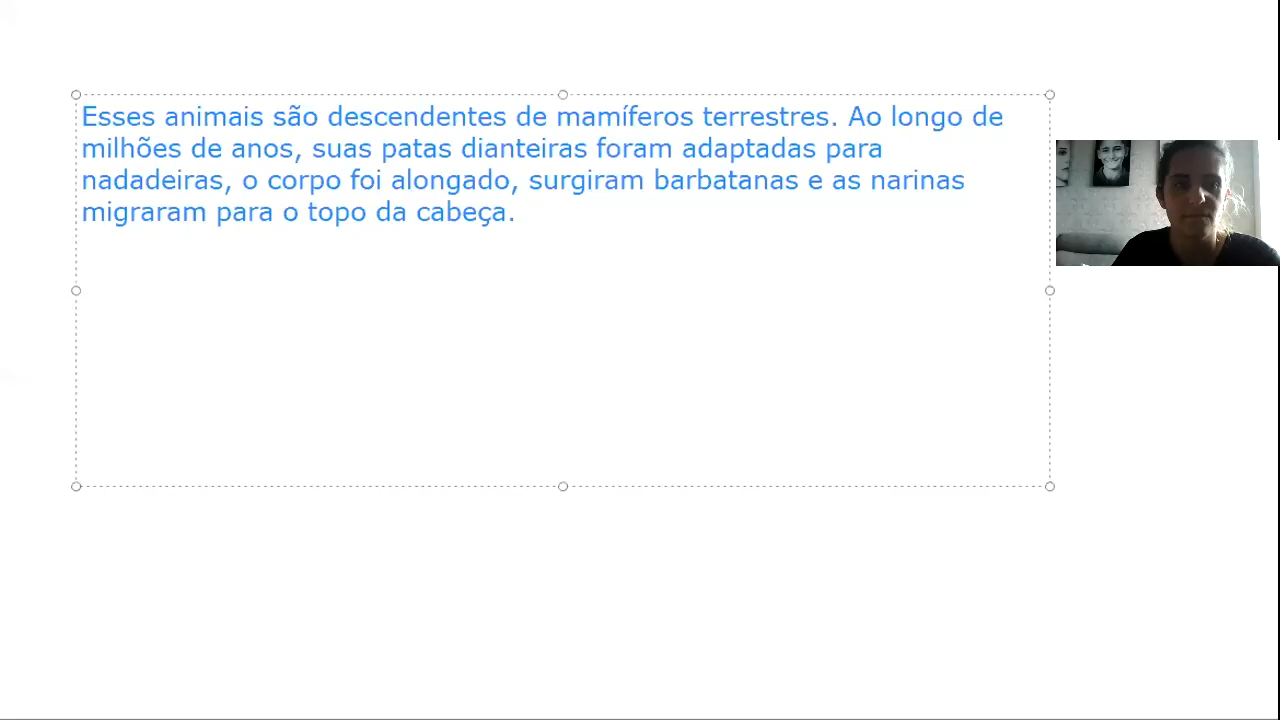 Esses animais são descendentes de mamíferos terrestres. Ao longo de
milhões de anos, suas patas dianteiras foram adaptadas para
nadadeiras, o corpo foi alongado, surgiram barbatanas e as narinas
migraram para o topo da cabeça.